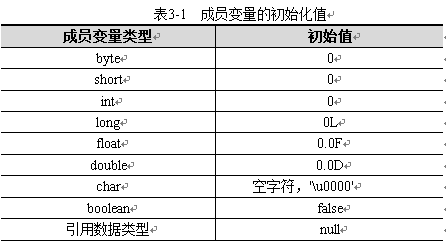 表3-1 成员变量的初始化值
成员变量类型 初始值
byte 0
short 0
int 0
long 0L
float 0.0F
double 0.0D
char 空字符，'\u0000'
boolean false
引用数据类型 null